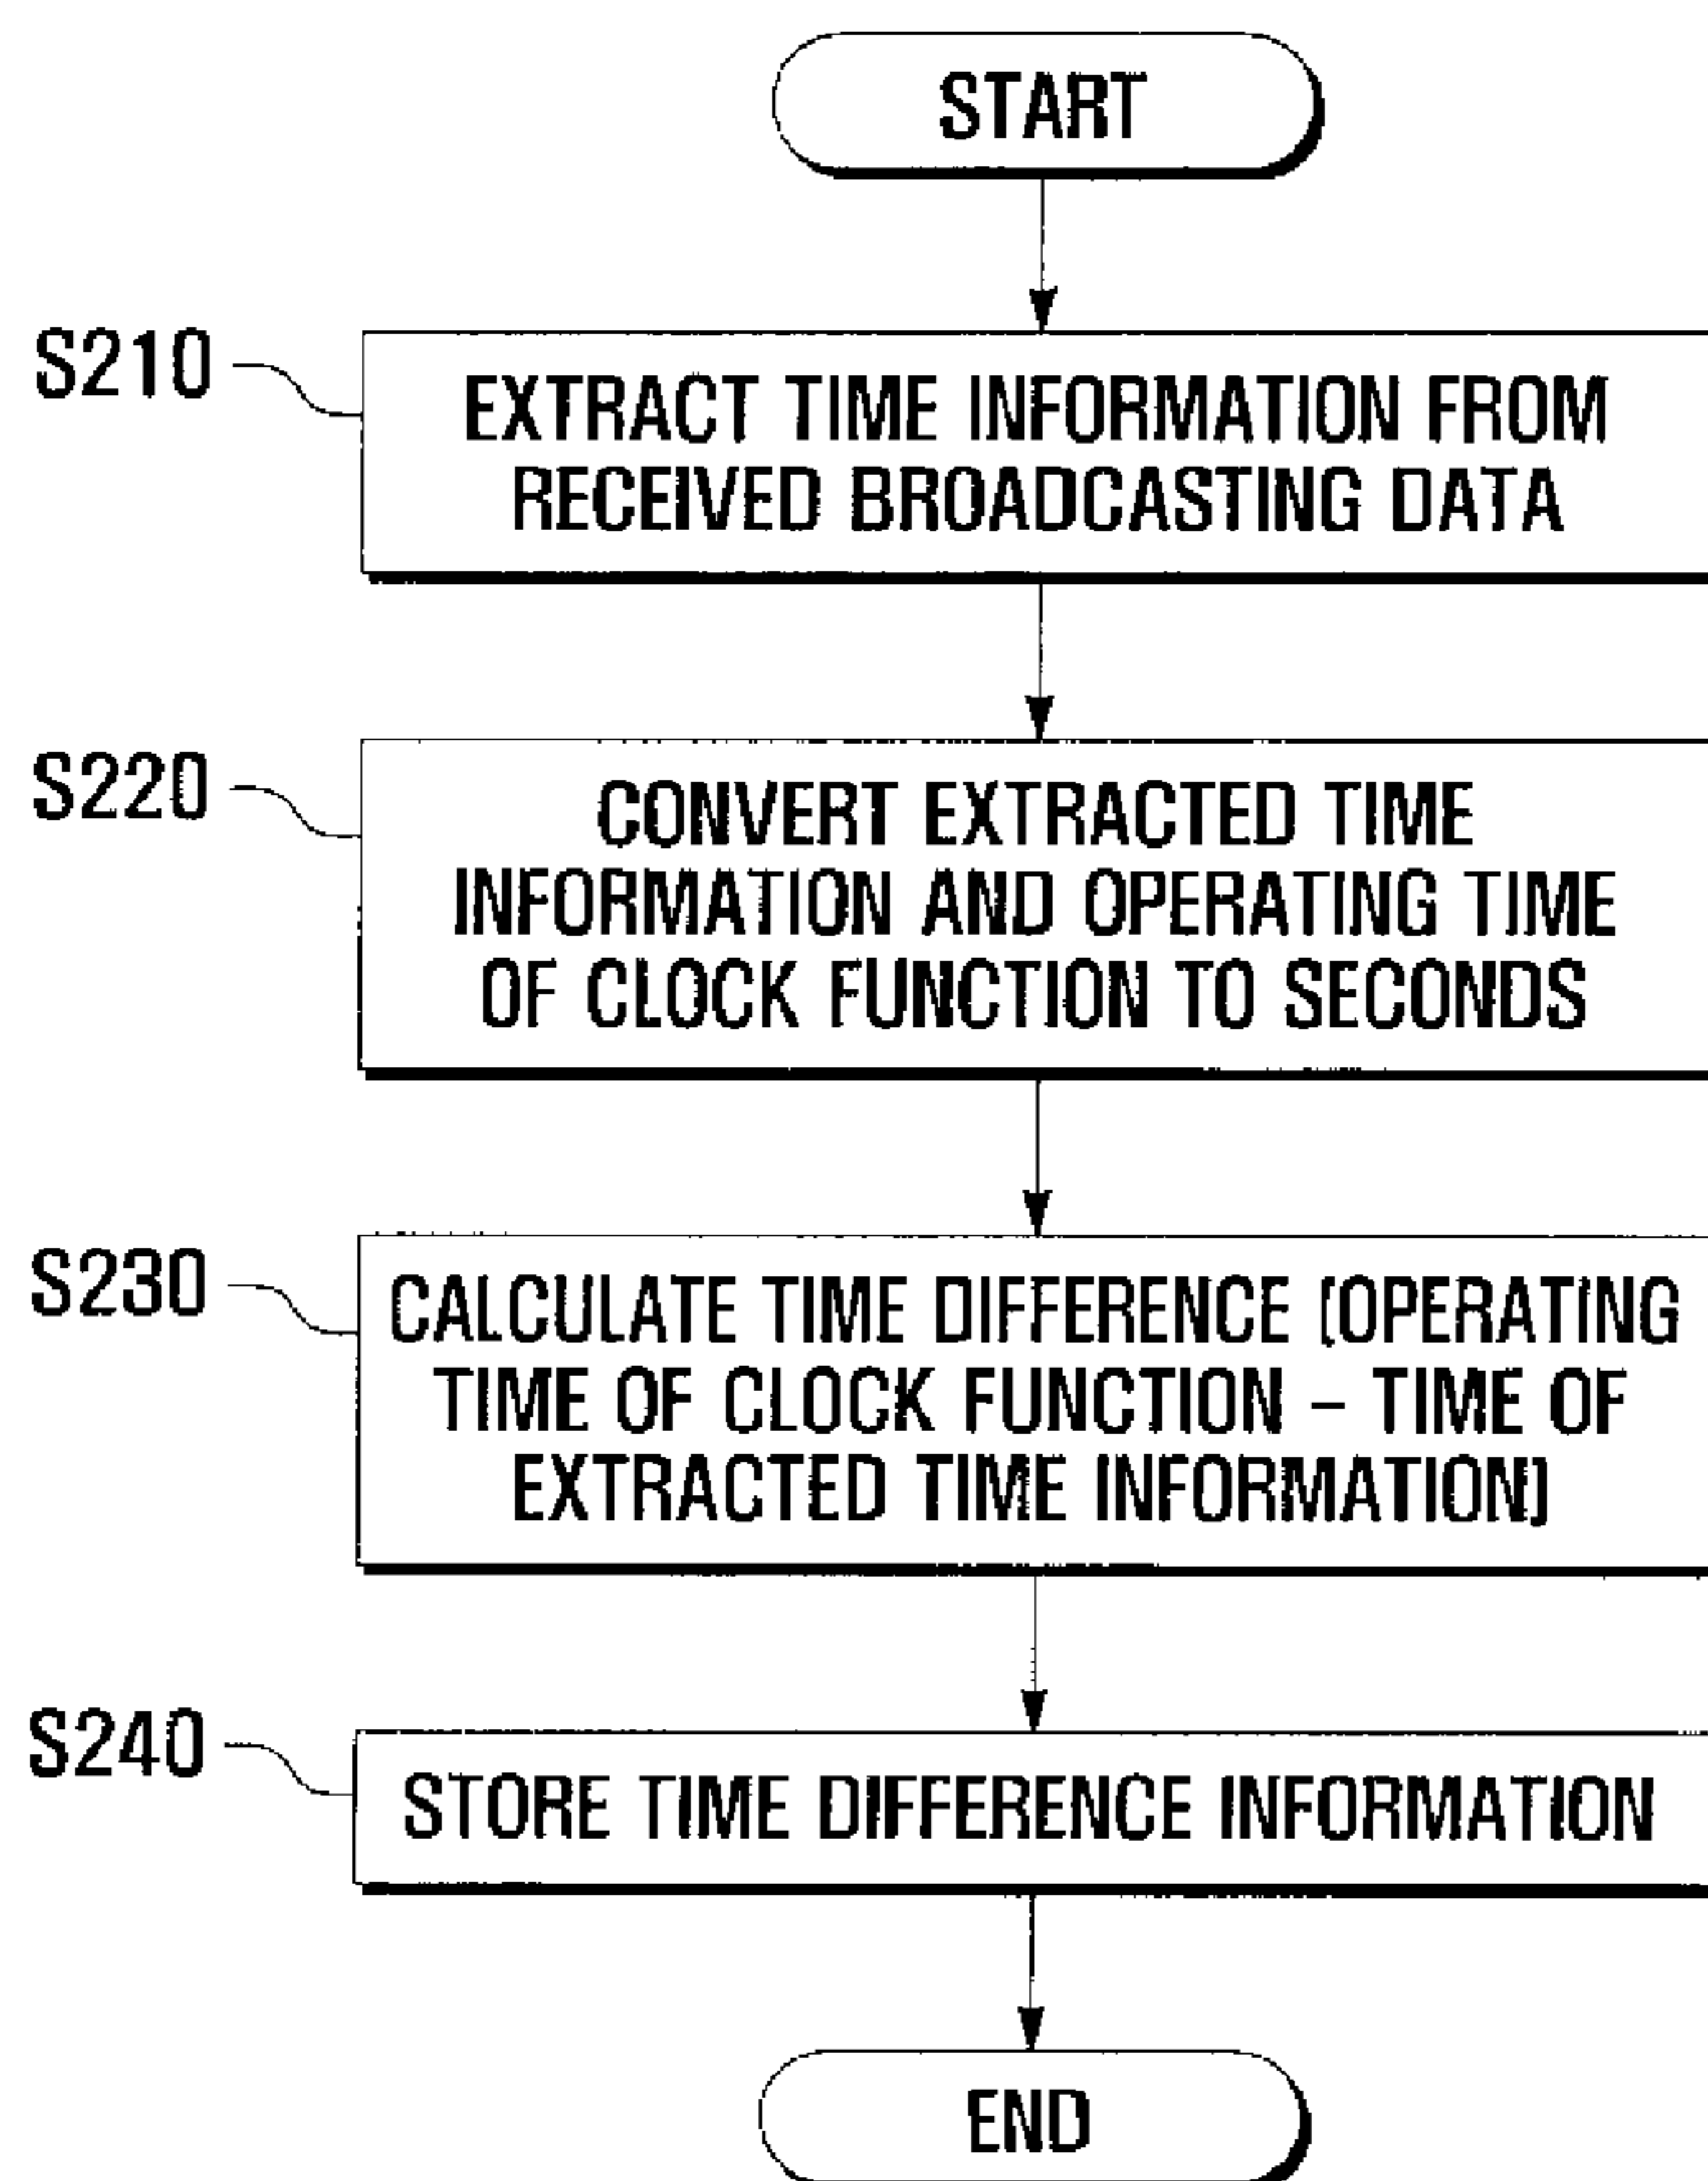 START
S210
EXTRACT TIME INFORMATION FROM
RECEIVED BROADCASTING DATA
S220
CONVERT EXTRACTED TIME
INFORMATION AND OPERATING TIME
OF CLOCK FUNCTION TO SECONDS
S230
CALCULATE TIME DIFFERENCE (OPERATING
TIME OF CLOCK FUNCTION – TIME OF
EXTRACTED TIME INFORMATION)
S240
STORE TIME DIFFERENCE INFORMATION
END